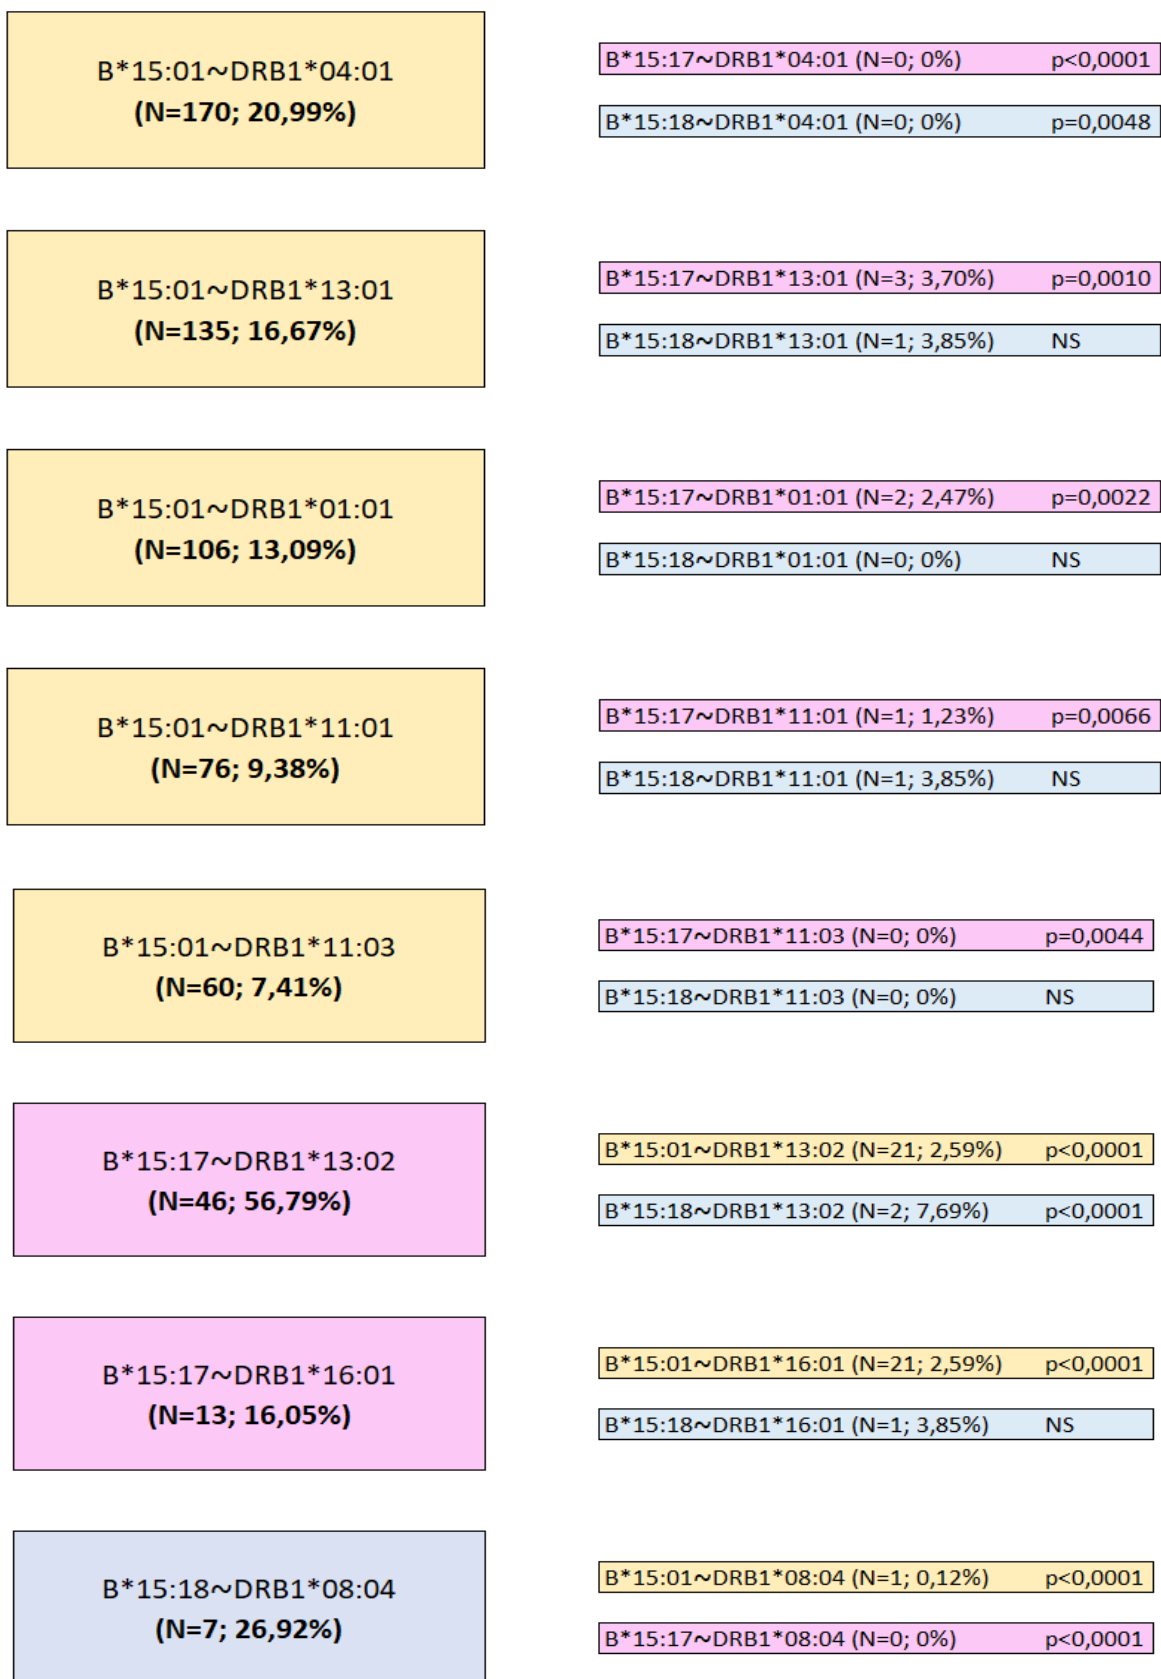 B*15:01~DRB1*04:01
(N=170; 20,99%)
B*15:17~DRB1*04:01 (N=0; 0%) p<0,0001
B*15:18~DRB1*04:01 (N=0; 0%) p=0,0048
B*15:01~DRB1*13:01
(N=135; 16,67%)
B*15:17~DRB1*13:01 (N=3; 3,70%) p=0,0010
B*15:18~DRB1*13:01 (N=1; 3,85%) NS
B*15:01~DRB1*01:01
(N=106; 13,09%)
B*15:17~DRB1*01:01 (N=2; 2,47%) p=0,0022
B*15:18~DRB1*01:01 (N=0; 0%) NS
B*15:01~DRB1*11:01
(N=76; 9,38%)
B*15:17~DRB1*11:01 (N=1; 1,23%) p=0,0066
B*15:18~DRB1*11:01 (N=1; 3,85%) NS
B*15:01~DRB1*11:03
(N=60; 7,41%)
B*15:17~DRB1*11:03 (N=0; 0%) p=0,0044
B*15:18~DRB1*11:03 (N=0; 0%) NS
B*15:17~DRB1*13:02
(N=46; 56,79%)
B*15:01~DRB1*13:02 (N=21; 2,59%) p<0,0001
B*15:18~DRB1*13:02 (N=2; 7,69%) p<0,0001
B*15:17~DRB1*16:01
(N=13; 16,05%)
B*15:01~DRB1*16:01 (N=21; 2,59%) p<0,0001
B*15:18~DRB1*16:01 (N=1; 3,85%) NS
B*15:18~DRB1*08:04
(N=7; 26,92%)
B*15:01~DRB1*08:04 (N=1; 0,12%) p<0,0001
B*15:17~DRB1*08:04 (N=0; 0%) p<0,0001